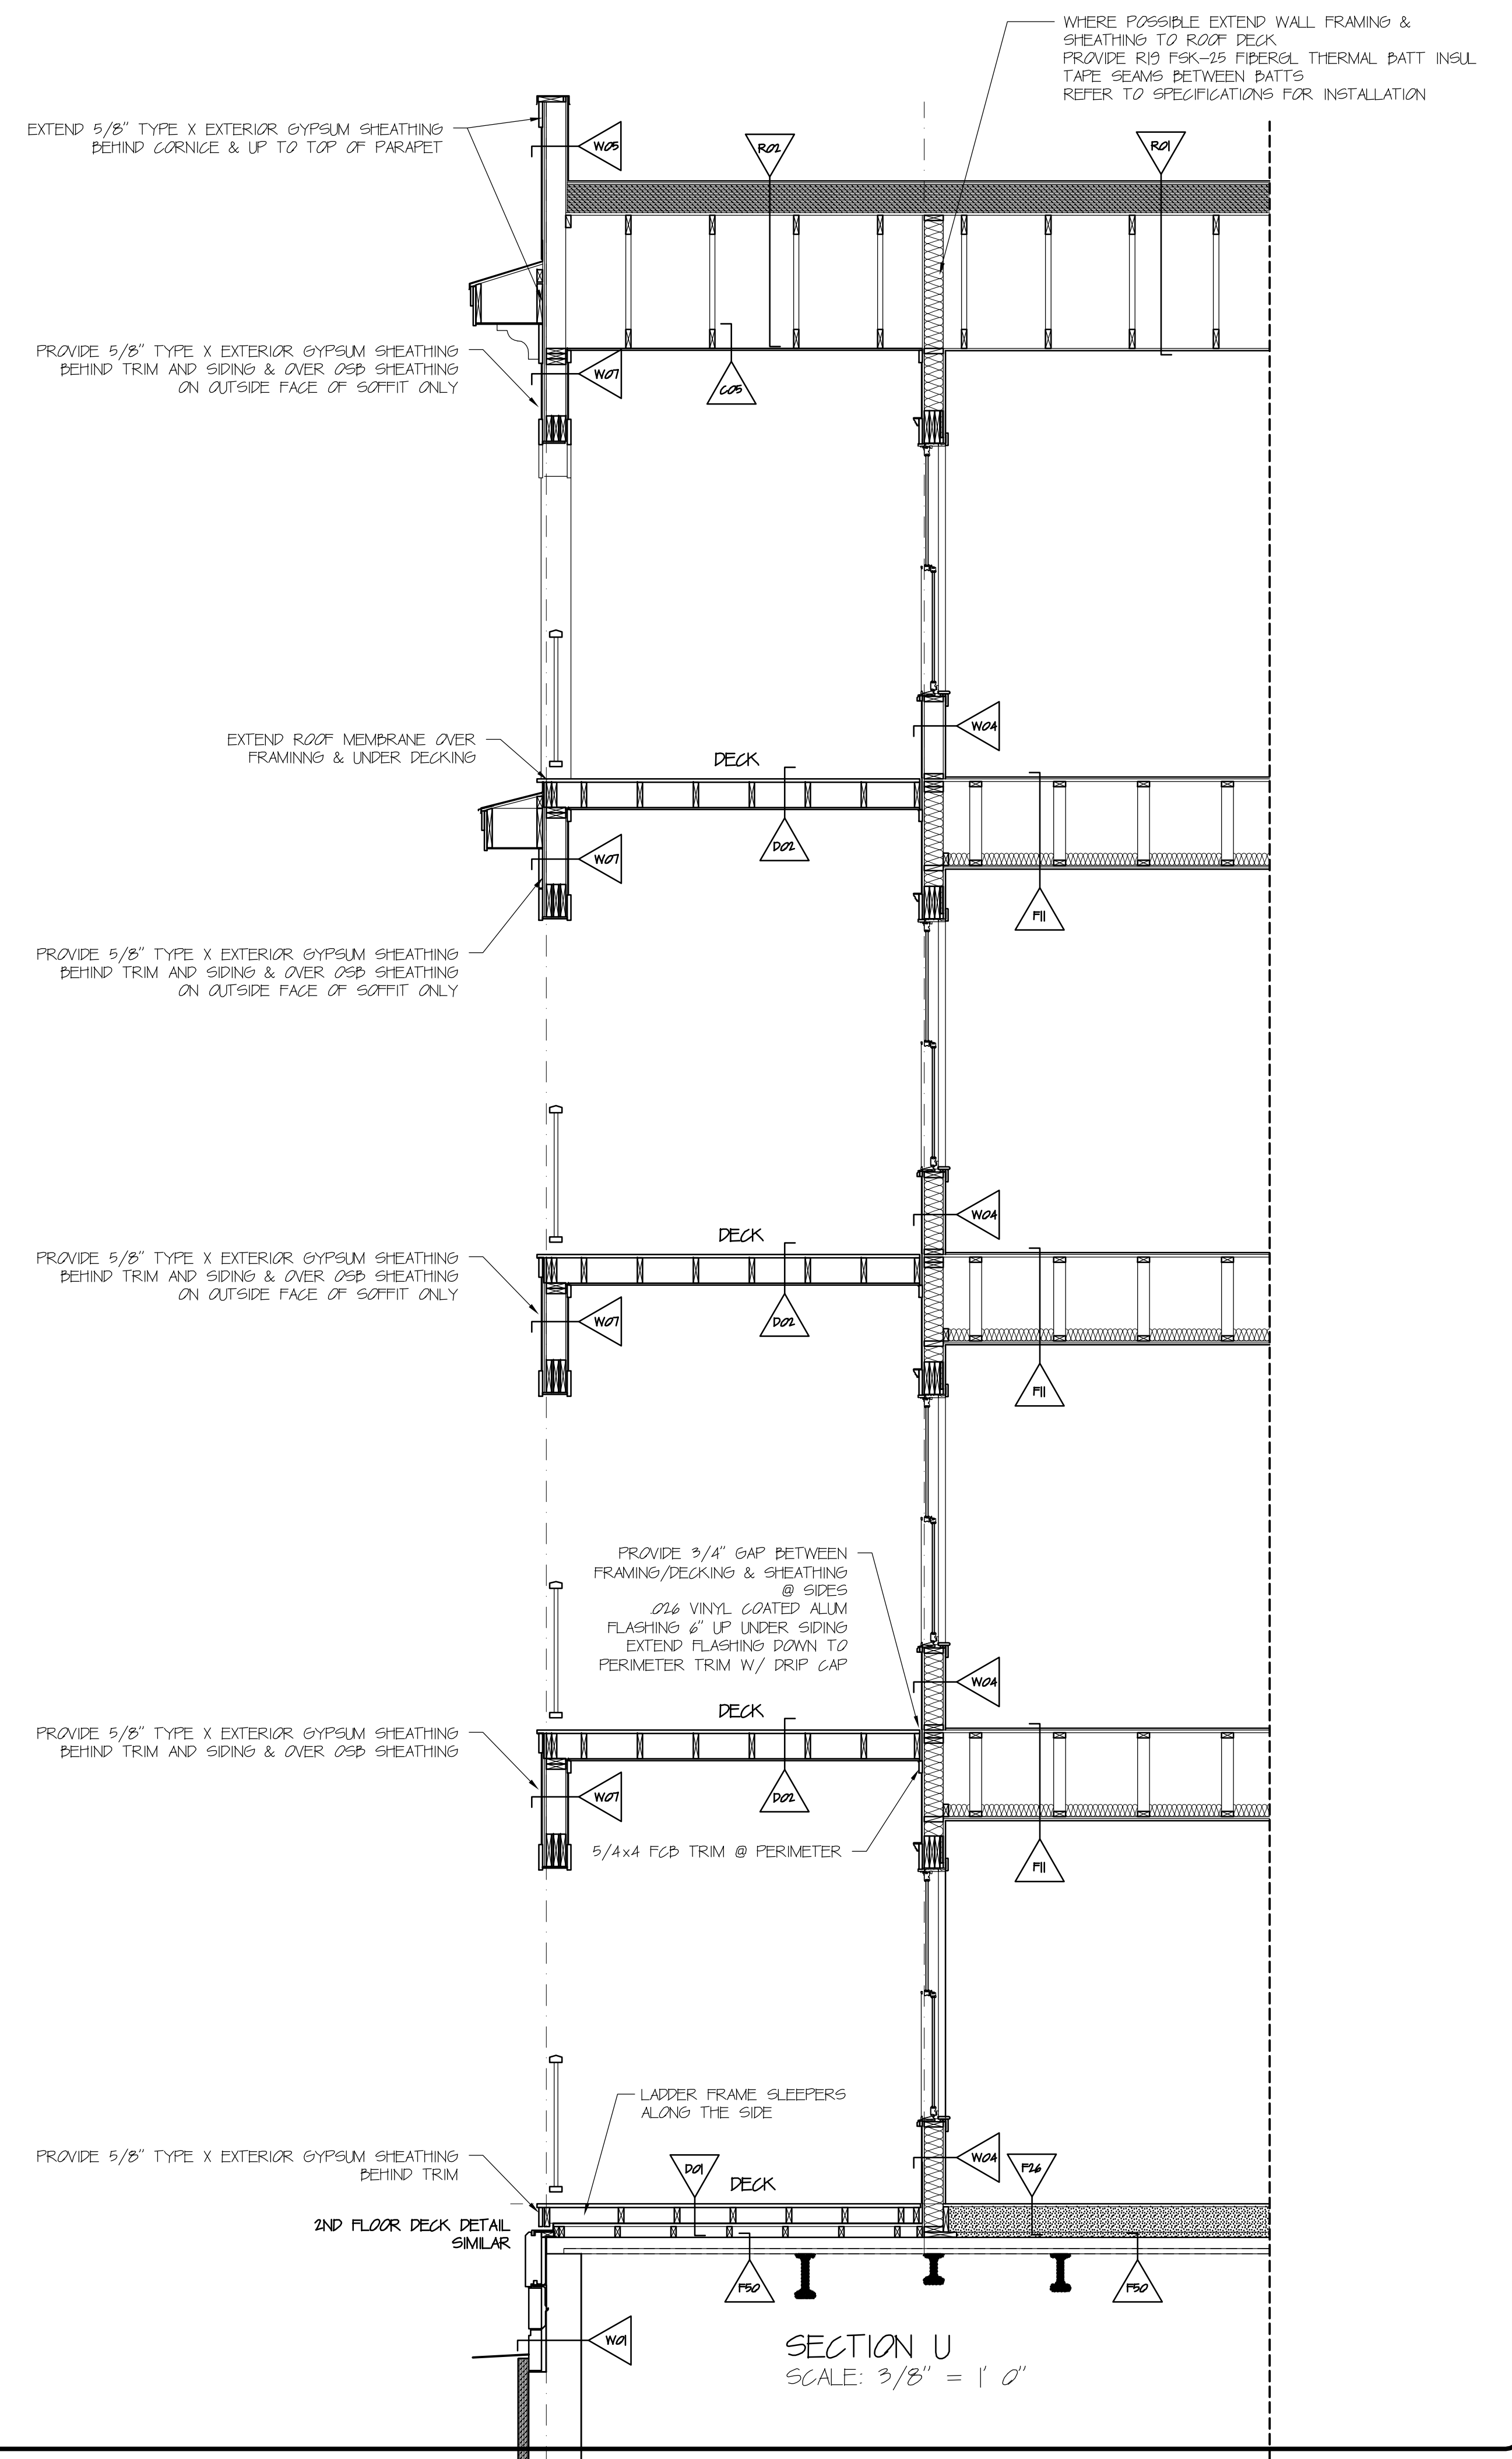 WHERE POSSIBLE EXTEND WALL FRAMING &
SHEATHING TO ROOF DECK
PROVIDE R19 FSK-25 FIBERGL THERMAL BATT INSUL
TAPE SEAMS BETWEEN BATTS
REFER TO SPECIFICATIONS FOR INSTALLATION
EXTEND 5/8" TYPE X EXTERIOR GYPSUM SHEATHING
BEHIND CORNICE & UP TO TOP OF PARAPET
W05
R02
R01
PROVIDE 5/8" TYPE X EXTERIOR GYPSUM SHEATHING
BEHIND TRIM AND SIDING & OVER OSB SHEATHING
ON OUTSIDE FACE OF SOFFIT ONLY
W07
C05
W04
EXTEND ROOF MEMBRANE OVER
FRAMINNG & UNDER DECKING
DECK
D02
W07
F11
PROVIDE 5/8" TYPE X EXTERIOR GYPSUM SHEATHING
BEHIND TRIM AND SIDING & OVER OSB SHEATHING
ON OUTSIDE FACE OF SOFFIT ONLY
W04
DECK
PROVIDE 5/8" TYPE X EXTERIOR GYPSUM SHEATHING
BEHIND TRIM AND SIDING & OVER OSB SHEATHING
ON OUTSIDE FACE OF SOFFIT ONLY
W07
D02
F11
PROVIDE 3/4" GAP BETWEEN
FRAMING/DECKING & SHEATHING
@ SIDES
.026 VINYL COATED ALUM
FLASHING 6" UP UNDER SIDING
EXTEND FLASHING DOWN TO
PERIMETER TRIM W/ DRIP CAP
W04
DECK
PROVIDE 5/8" TYPE X EXTERIOR GYPSUM SHEATHING
BEHIND TRIM AND SIDING & OVER OSB SHEATHING
W07
D02
5/4x4 FCB TRIM @ PERIMETER
F11
LADDER FRAME SLEEPERS
ALONG THE SIDE
PROVIDE 5/8" TYPE X EXTERIOR GYPSUM SHEATHING
BEHIND TRIM
W04
D01
F26
DECK
2ND FLOOR DECK DETAIL
SIMILAR
F50
F50
W01
SECTION U
SCALE: 3/8" = 1' 0"